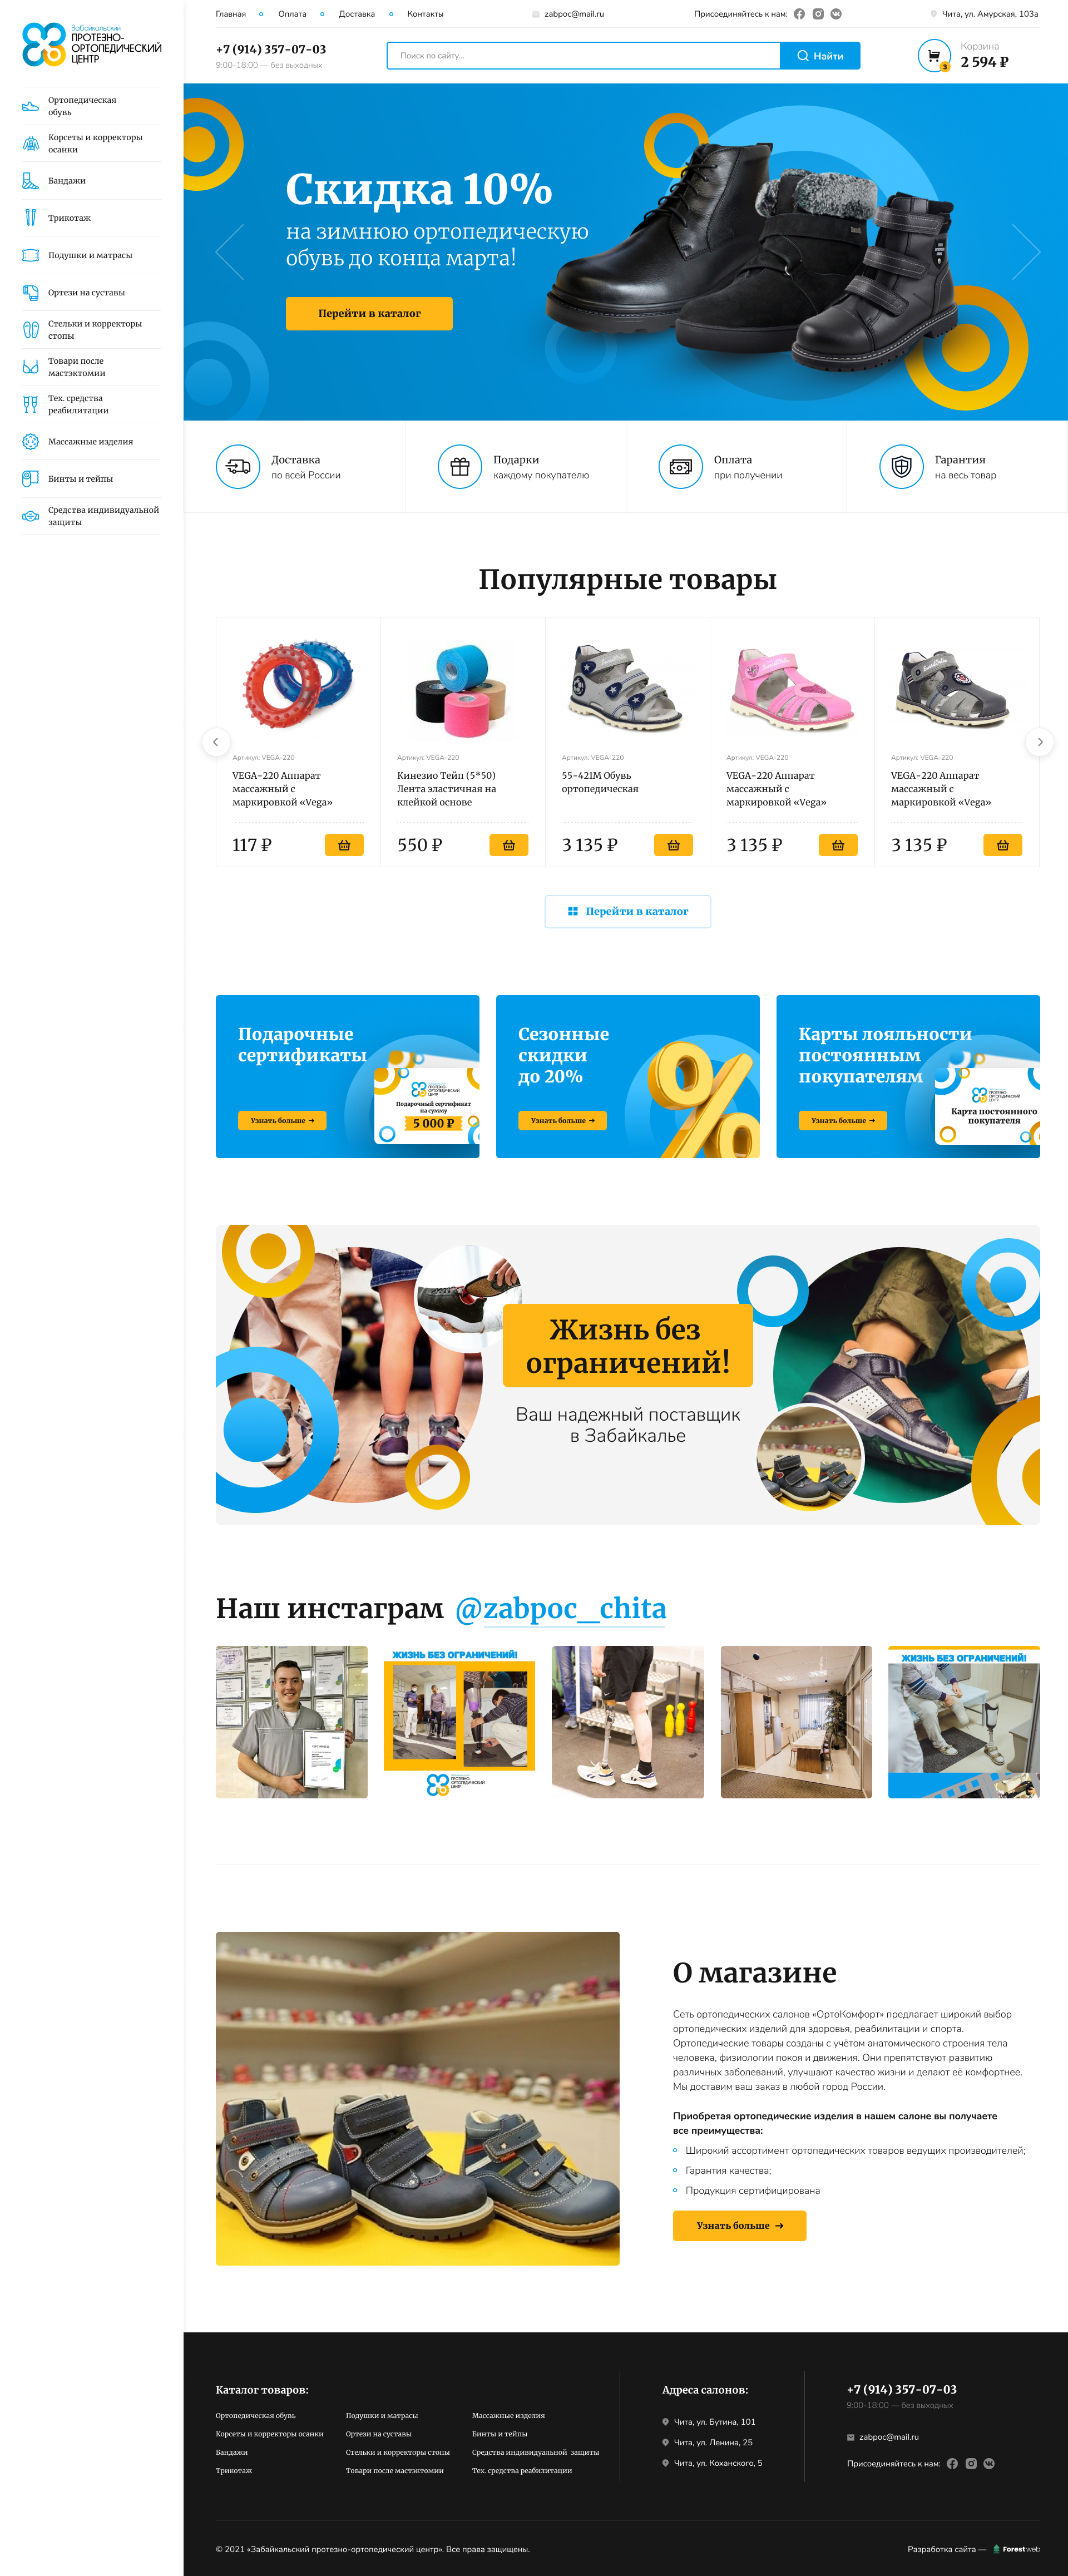 Забайкальский
ПРОТЕЗНО-
ОРТОПЕДИЧЕСКИЙ
ЦЕНТР
Ортопедическая
обувь
Корсеты и корректоры
осанки
Бандажи
Трикотаж
Подушки и матрасы
Ортези на суставы
Стельки и корректоры
стопы
Товари после
мастэктомии
Тех. средства
реабилитации
Массажные изделия
Бинты и тейпы
Средства индивидуальной
защиты
Главная Оплата Доставка Контакты
zabpoc@mail.ru
Присоединяйтесь к нам:
Чита, ул. Амурская, 103а
+7 (914) 357-07-03
9:00-18:00 — без выходных
Поиск по сайту...
Найти
Корзина
2 594 ₽
3
Скидка 10%
на зимнюю ортопедическую
обувь до конца марта!
Перейти в каталог
Доставка
по всей России
Подарки
каждому покупателю
Оплата
при получении
Гарантия
на весь товар
Популярные товары
Артикул: VEGA-220
VEGA-220 Аппарат
массажный с
маркировкой «Vega»
117 ₽
Артикул: VEGA-220
Кинезио Тейп (5*50)
Лента эластичная на
клейкой основе
550 ₽
Артикул: VEGA-220
55-421М Обувь
ортопедическая
3 135 ₽
Артикул: VEGA-220
VEGA-220 Аппарат
массажный с
маркировкой «Vega»
3 135 ₽
Артикул: VEGA-220
VEGA-220 Аппарат
массажный с
маркировкой «Vega»
3 135 ₽
Перейти в каталог
Подарочные
сертификаты
Узнать больше →
ПРОТЕЗНО-
ОРТОПЕДИЧЕСКИЙ
ЦЕНТР
Подарочный сертификат
на сумму
5 000 ₽
Сезонные
скидки
до 20%
Узнать больше →
%
Карты лояльности
постоянным
покупателям
Узнать больше →
ПРОТЕЗНО-
ОРТОПЕДИЧЕСКИЙ
ЦЕНТР
Карта постоянного
покупателя
Жизнь без
ограничений!
Ваш надежный поставщик
в Забайкалье
Наш инстаграм @zabpoc_chita
ЖИЗНЬ БЕЗ ОГРАНИЧЕНИЙ!
ПРОТЕЗНО-
ОРТОПЕДИЧЕСКИЙ
ЦЕНТР
ЖИЗНЬ БЕЗ ОГРАНИЧЕНИЙ!
О магазине
Сеть ортопедических салонов «ОртоКомфорт» предлагает широкий выбор
ортопедических изделий для здоровья, реабилитации и спорта.
Ортопедические товары созданы с учётом анатомического строения тела
человека, физиологии покоя и движения. Они препятствуют развитию
различных заболеваний, улучшают качество жизни и делают её комфортнее.
Мы доставим ваш заказ в любой город России.
Приобретая ортопедические изделия в нашем салоне вы получаете
все преимущества:
Широкий ассортимент ортопедических товаров ведущих производителей;
Гарантия качества;
Продукция сертифицирована
Узнать больше →
Каталог товаров:
Ортопедическая обувь
Корсеты и корректоры осанки
Бандажи
Трикотаж
Подушки и матрасы
Ортези на суставы
Стельки и корректоры стопы
Товари после мастэктомии
Массажные изделия
Бинты и тейпы
Средства индивидуальной защиты
Тех. средства реабилитации
Адреса салонов:
Чита, ул. Бутина, 101
Чита, ул. Ленина, 25
Чита, ул. Коханского, 5
+7 (914) 357-07-03
9:00-18:00 — без выходных
zabpoc@mail.ru
Присоединяйтесь к нам:
© 2021 «Забайкальский протезно-ортопедический центр». Все права защищены.
Разработка сайта — Forestweb